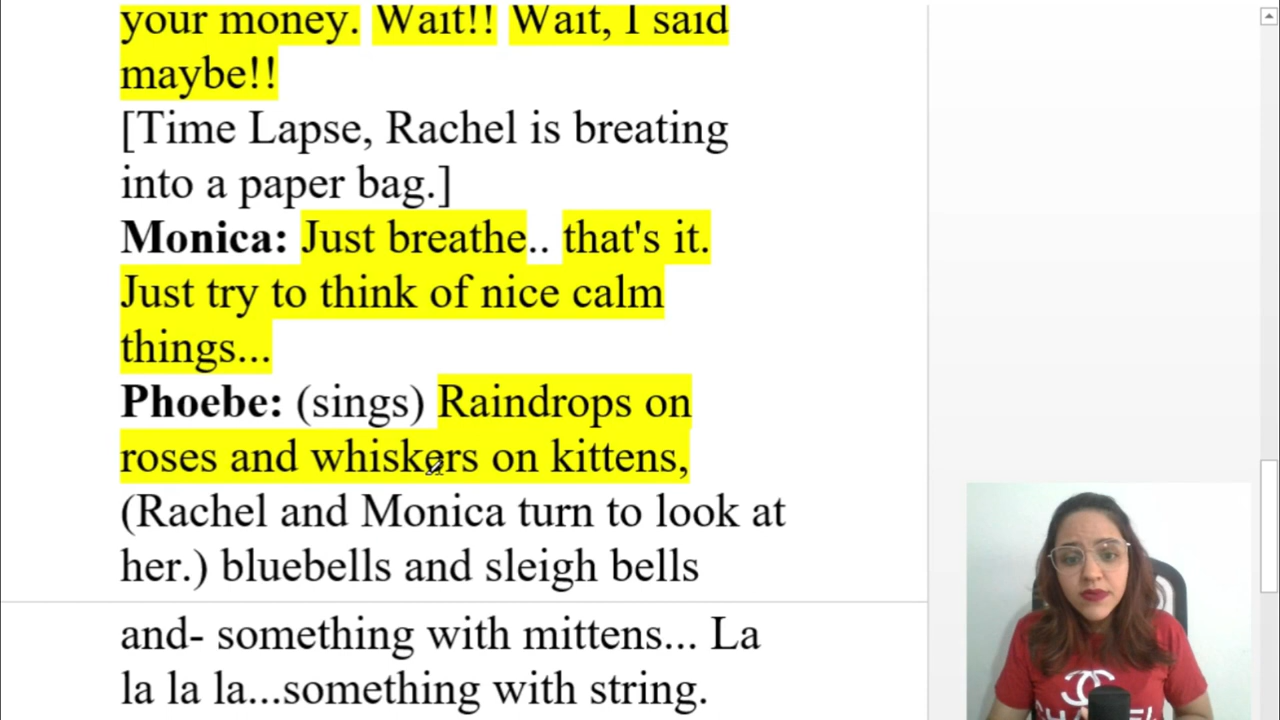 your money. Wait!! Wait, I said
maybe!!
[Time Lapse, Rachel is breating
into a paper bag.]
Monica: Just breathe.. that's it.
Just try to think of nice calm
things...
Phoebe: (sings) Raindrops on
roses and whiskers on kittens,
(Rachel and Monica turn to look at
her.) bluebells and sleigh bells
and- something with mittens... La
la la la...something with string.